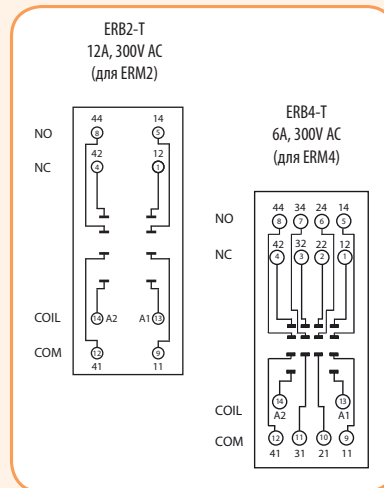 ERB2-T
12A, 300V AC
(для ERM2)
44 14
NO 8 5
42 12
NC 4 1
COIL 14 A2 A1 13
COM 12 9
41 11
ERB4-T
6A, 300V AC
(для ERM4)
44 34 24 14
NO 8 7 6 5
42 32 22 12
NC 4 3 2 1
14 13
COIL A2 A1
COM 12 11 10 9
41 31 21 11